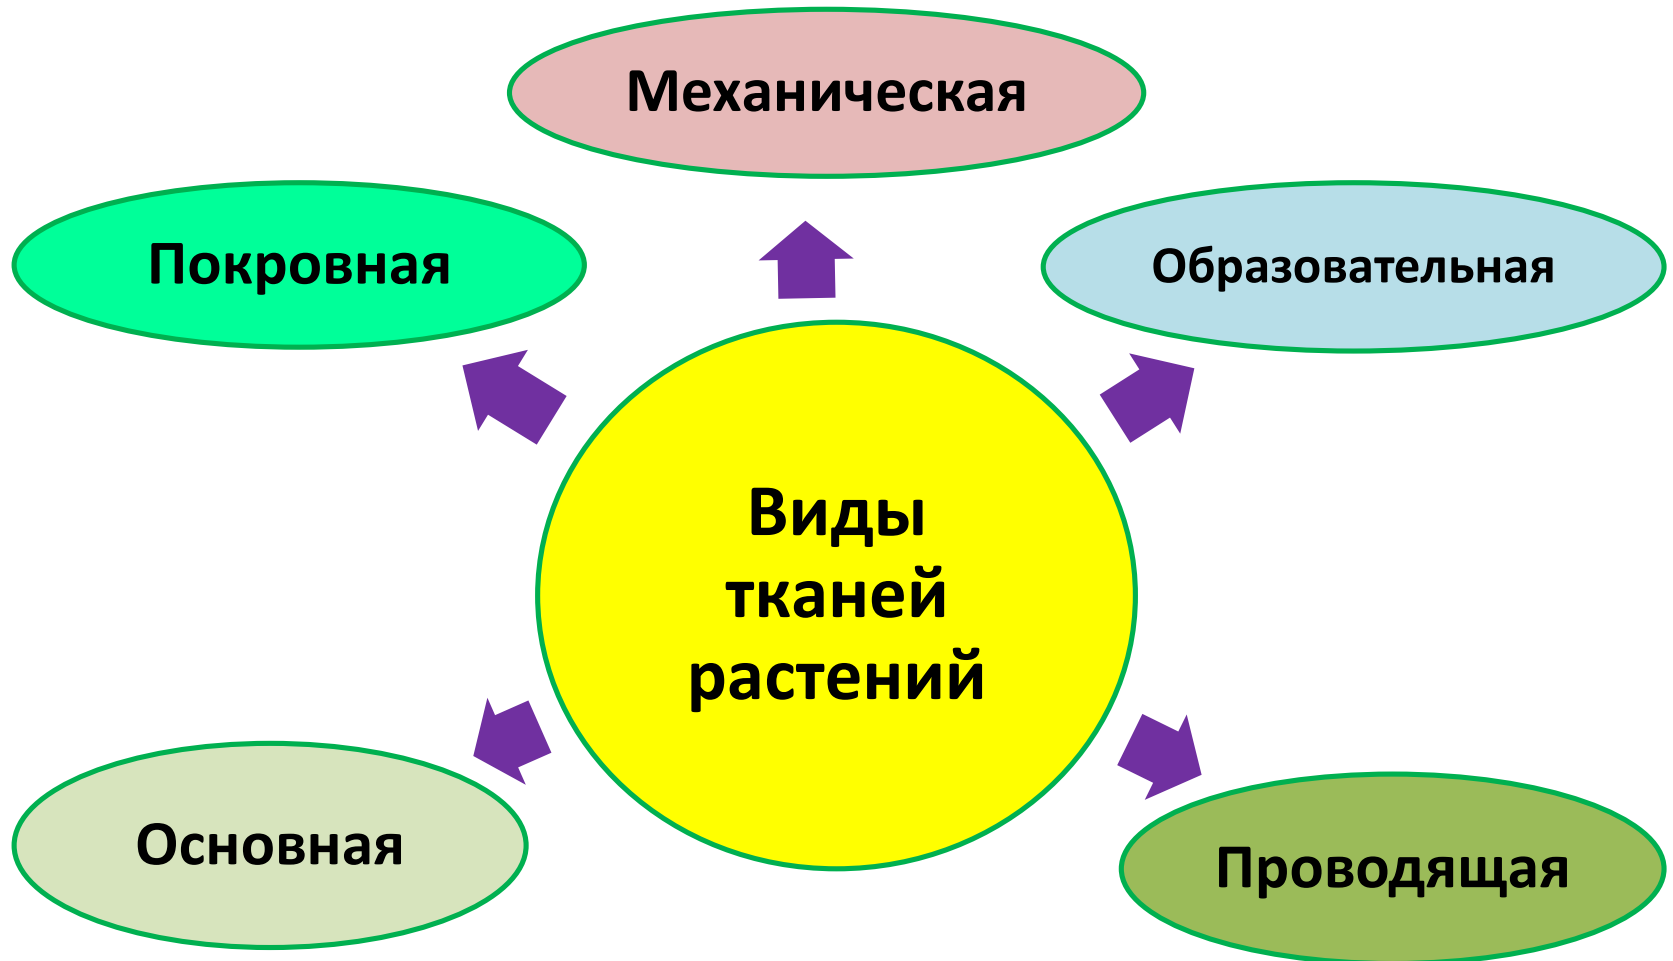 Механическая
Покровная
Образовательная
Виды
тканей
растений
Основная
Проводящая